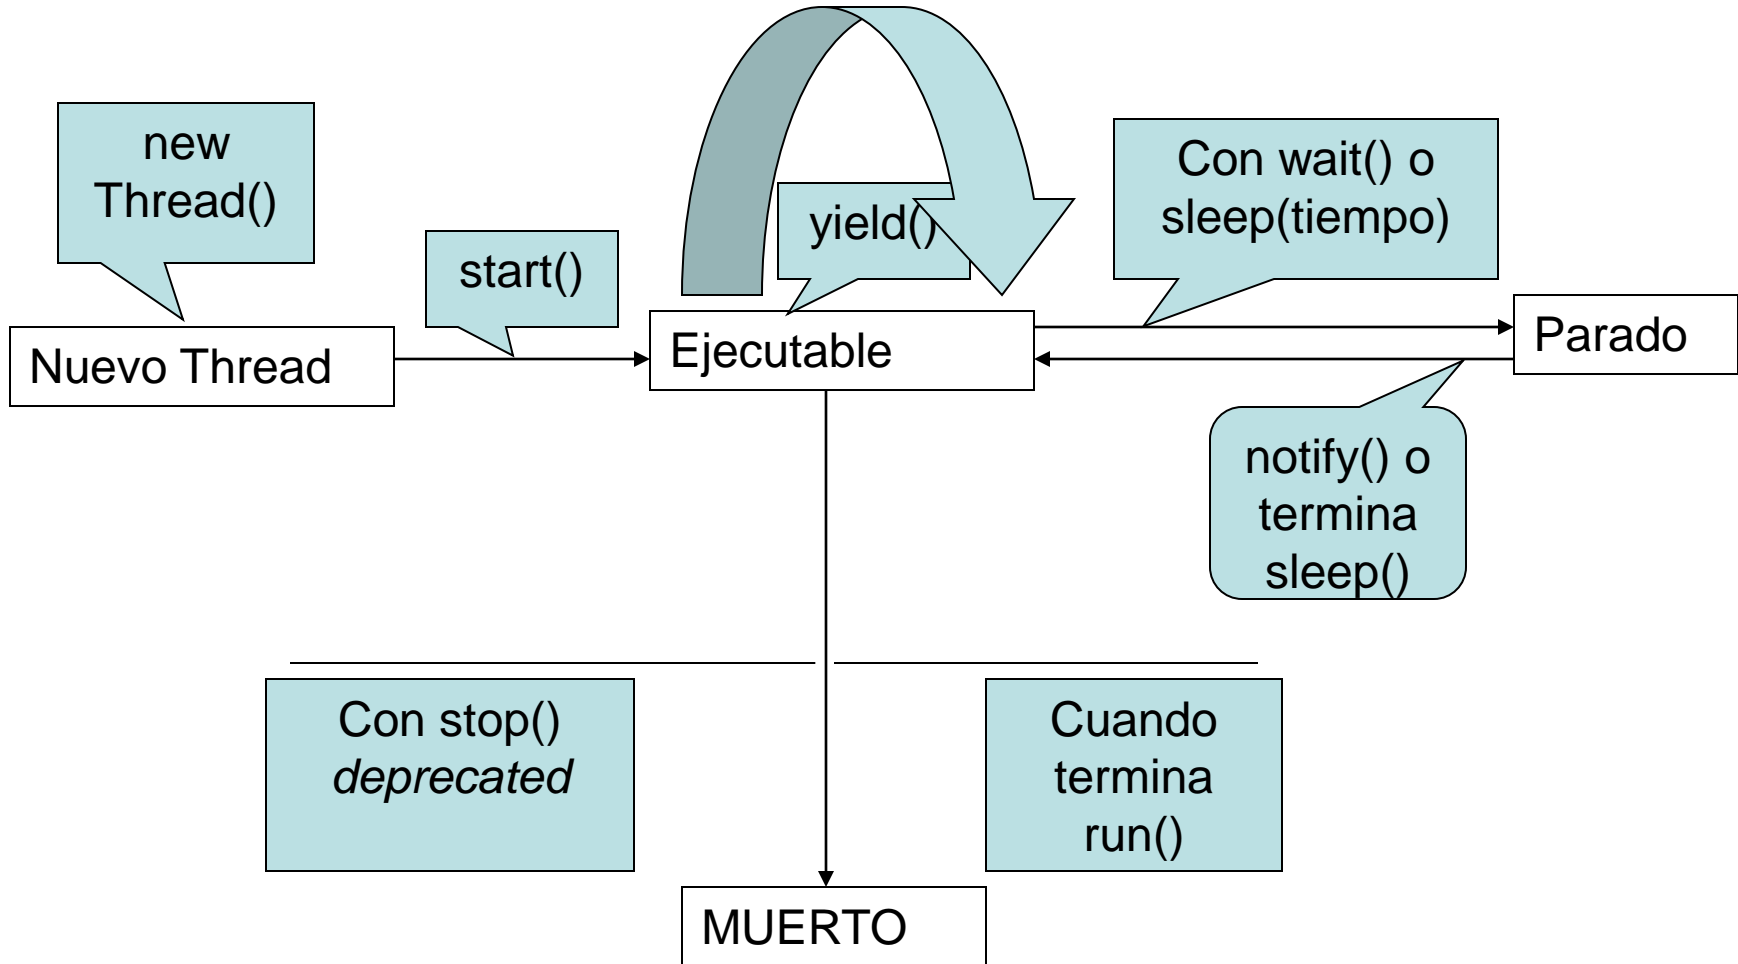 new
Thread()
start()
yield()
Con wait() o
sleep(tiempo)
Nuevo Thread
Ejecutable
Parado
notify() o
termina
sleep()
Con stop()
deprecated
Cuando
termina
run()
MUERTO